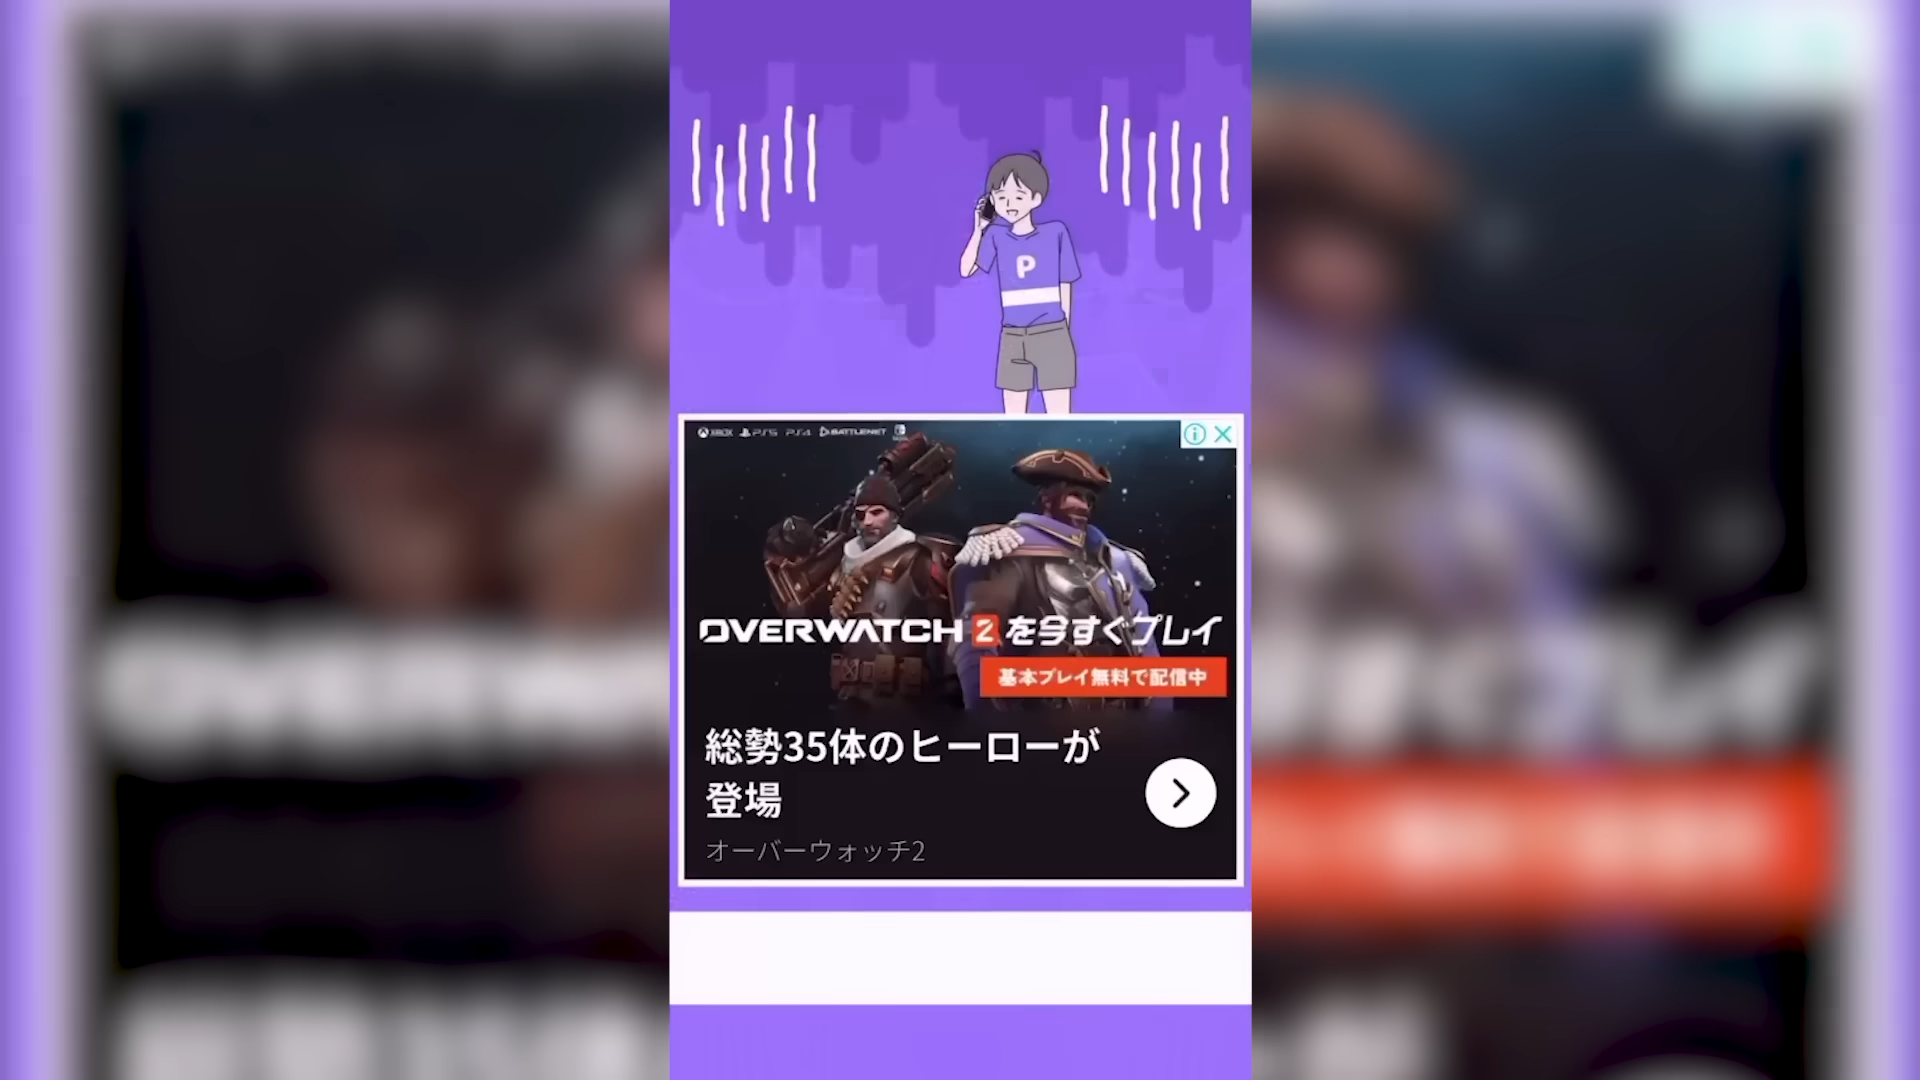 P
XBOX PS5 PS4 BATTLE.NET
OVERWATCH 2 を今すぐプレイ
基本プレイ無料で配信中
総勢35体のヒーローが
登場
オーバーウォッチ2